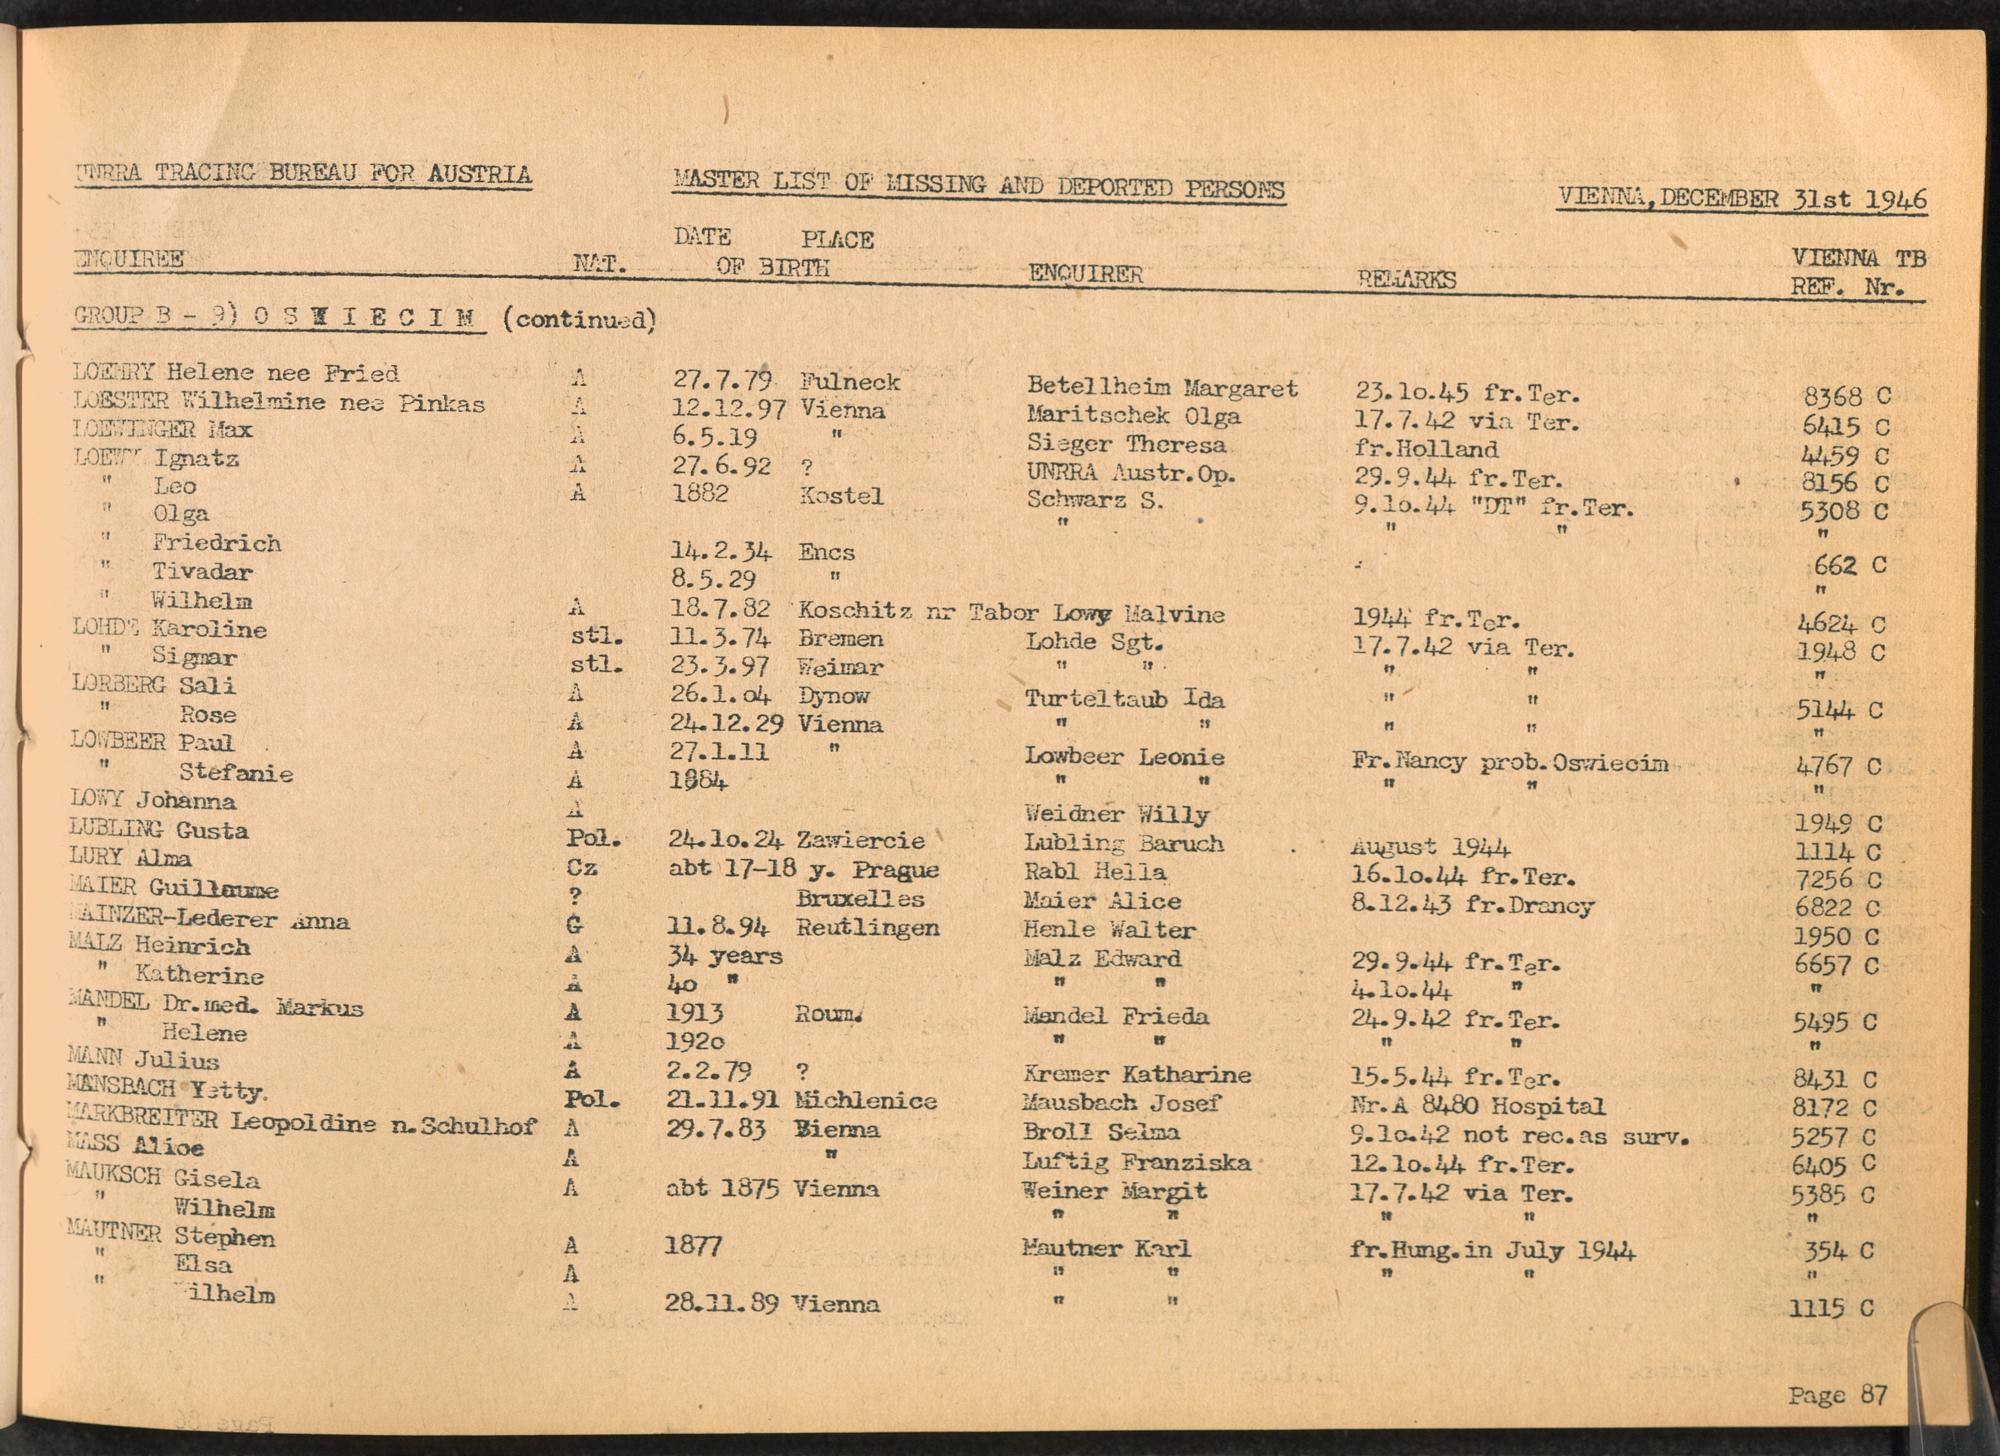 UNRRA TRACING BUREAU FOR AUSTRIA MASTER LIST OF MISSING AND DEPORTED PERSONS VIENNA, DECEMBER 31st 1946
DATE PLACE
ENQUIREE NAT. OF BIRTH ENQUIRER REMARKS VIENNA TB REF. Nr.
GROUP B - 9) O S W I E C I M (continued)
LOEHRY Helene nee Fried A 27.7.79 Fulneck Betellheim Margaret 23.10.45 fr.Ter. 8368 C
LOESTER Wilhelmine nee Pinkas A 12.12.97 Vienna Maritschek Olga 17.7.42 via Ter. 6415 C
LOEWINGER Max A 6.5.19 " Sieger Theresa fr.Holland 4459 C
LOEWY Ignatz A 27.6.92 ? UNRRA Austr.Op. 29.9.44 fr.Ter. 8156 C
" Leo A 1882 Kostel Schwarz S. 9.10.44 "DT" fr.Ter. 5308 C
" Olga " " " "
" Friedrich 14.2.34 Encs 662 C
" Tivadar 8.5.29 " "
" Wilhelm A 18.7.82 Koschitz nr Tabor Lowy Malvine 1944 fr.Ter. 4624 C
LOHDE Karoline stl. 11.3.74 Bremen Lohde Sgt. 17.7.42 via Ter. 1948 C
" Sigmar stl. 23.3.97 Weimar " " " " "
LORBERG Sali A 26.1.04 Dynow Turteltaub Ida " " 5144 C
" Rose A 24.12.29 Vienna " " " " "
LOWBEER Paul A 27.1.11 " Lowbeer Leonie Fr.Nancy prob.Oswiecim 4767 C
" Stefanie A 1884 " " " " "
LOWY Johanna A Weidner Willy 1949 C
LUBLING Gusta Pol. 24.10.24 Zawiercie Lubling Baruch August 1944 1114 C
LURY Alma Cz abt 17-18 y. Prague Rabl Hella 16.10.44 fr.Ter. 7256 C
MAIER Guillaume ? Bruxelles Maier Alice 8.12.43 fr.Drancy 6822 C
MAINZER-Lederer Anna G 11.8.94 Reutlingen Henle Walter 1950 C
MALZ Heinrich A 34 years Malz Edward 29.9.44 fr.Ter. 6657 C
" Katherine A 40 " " " 4.10.44 " "
MANDEL Dr.med. Markus A 1913 Roum. Mandel Frieda 24.9.42 fr.Ter. 5495 C
" Helene A 1920 " " " " "
MANN Julius A 2.2.79 ? Kremer Katharine 15.5.44 fr.Ter. 8431 C
MANSBACH Yetty. Pol. 21.11.91 Michlenice Mausbach Josef Nr.A 8480 Hospital 8172 C
MARKBREITER Leopoldine n.Schulhof A 29.7.83 Vienna Broll Selma 9.10.42 not rec.as surv. 5257 C
MASS Alice A " Luftig Franziska 12.10.44 fr.Ter. 6405 C
MAUKSCH Gisela A abt 1875 Vienna Weiner Margit 17.7.42 via Ter. 5385 C
" Wilhelm " " " " "
MAUTNER Stephen A 1877 Mautner Karl fr.Hung.in July 1944 354 C
" Elsa A " " " " "
" Wilhelm A 28.11.89 Vienna " " 1115 C
Page 87